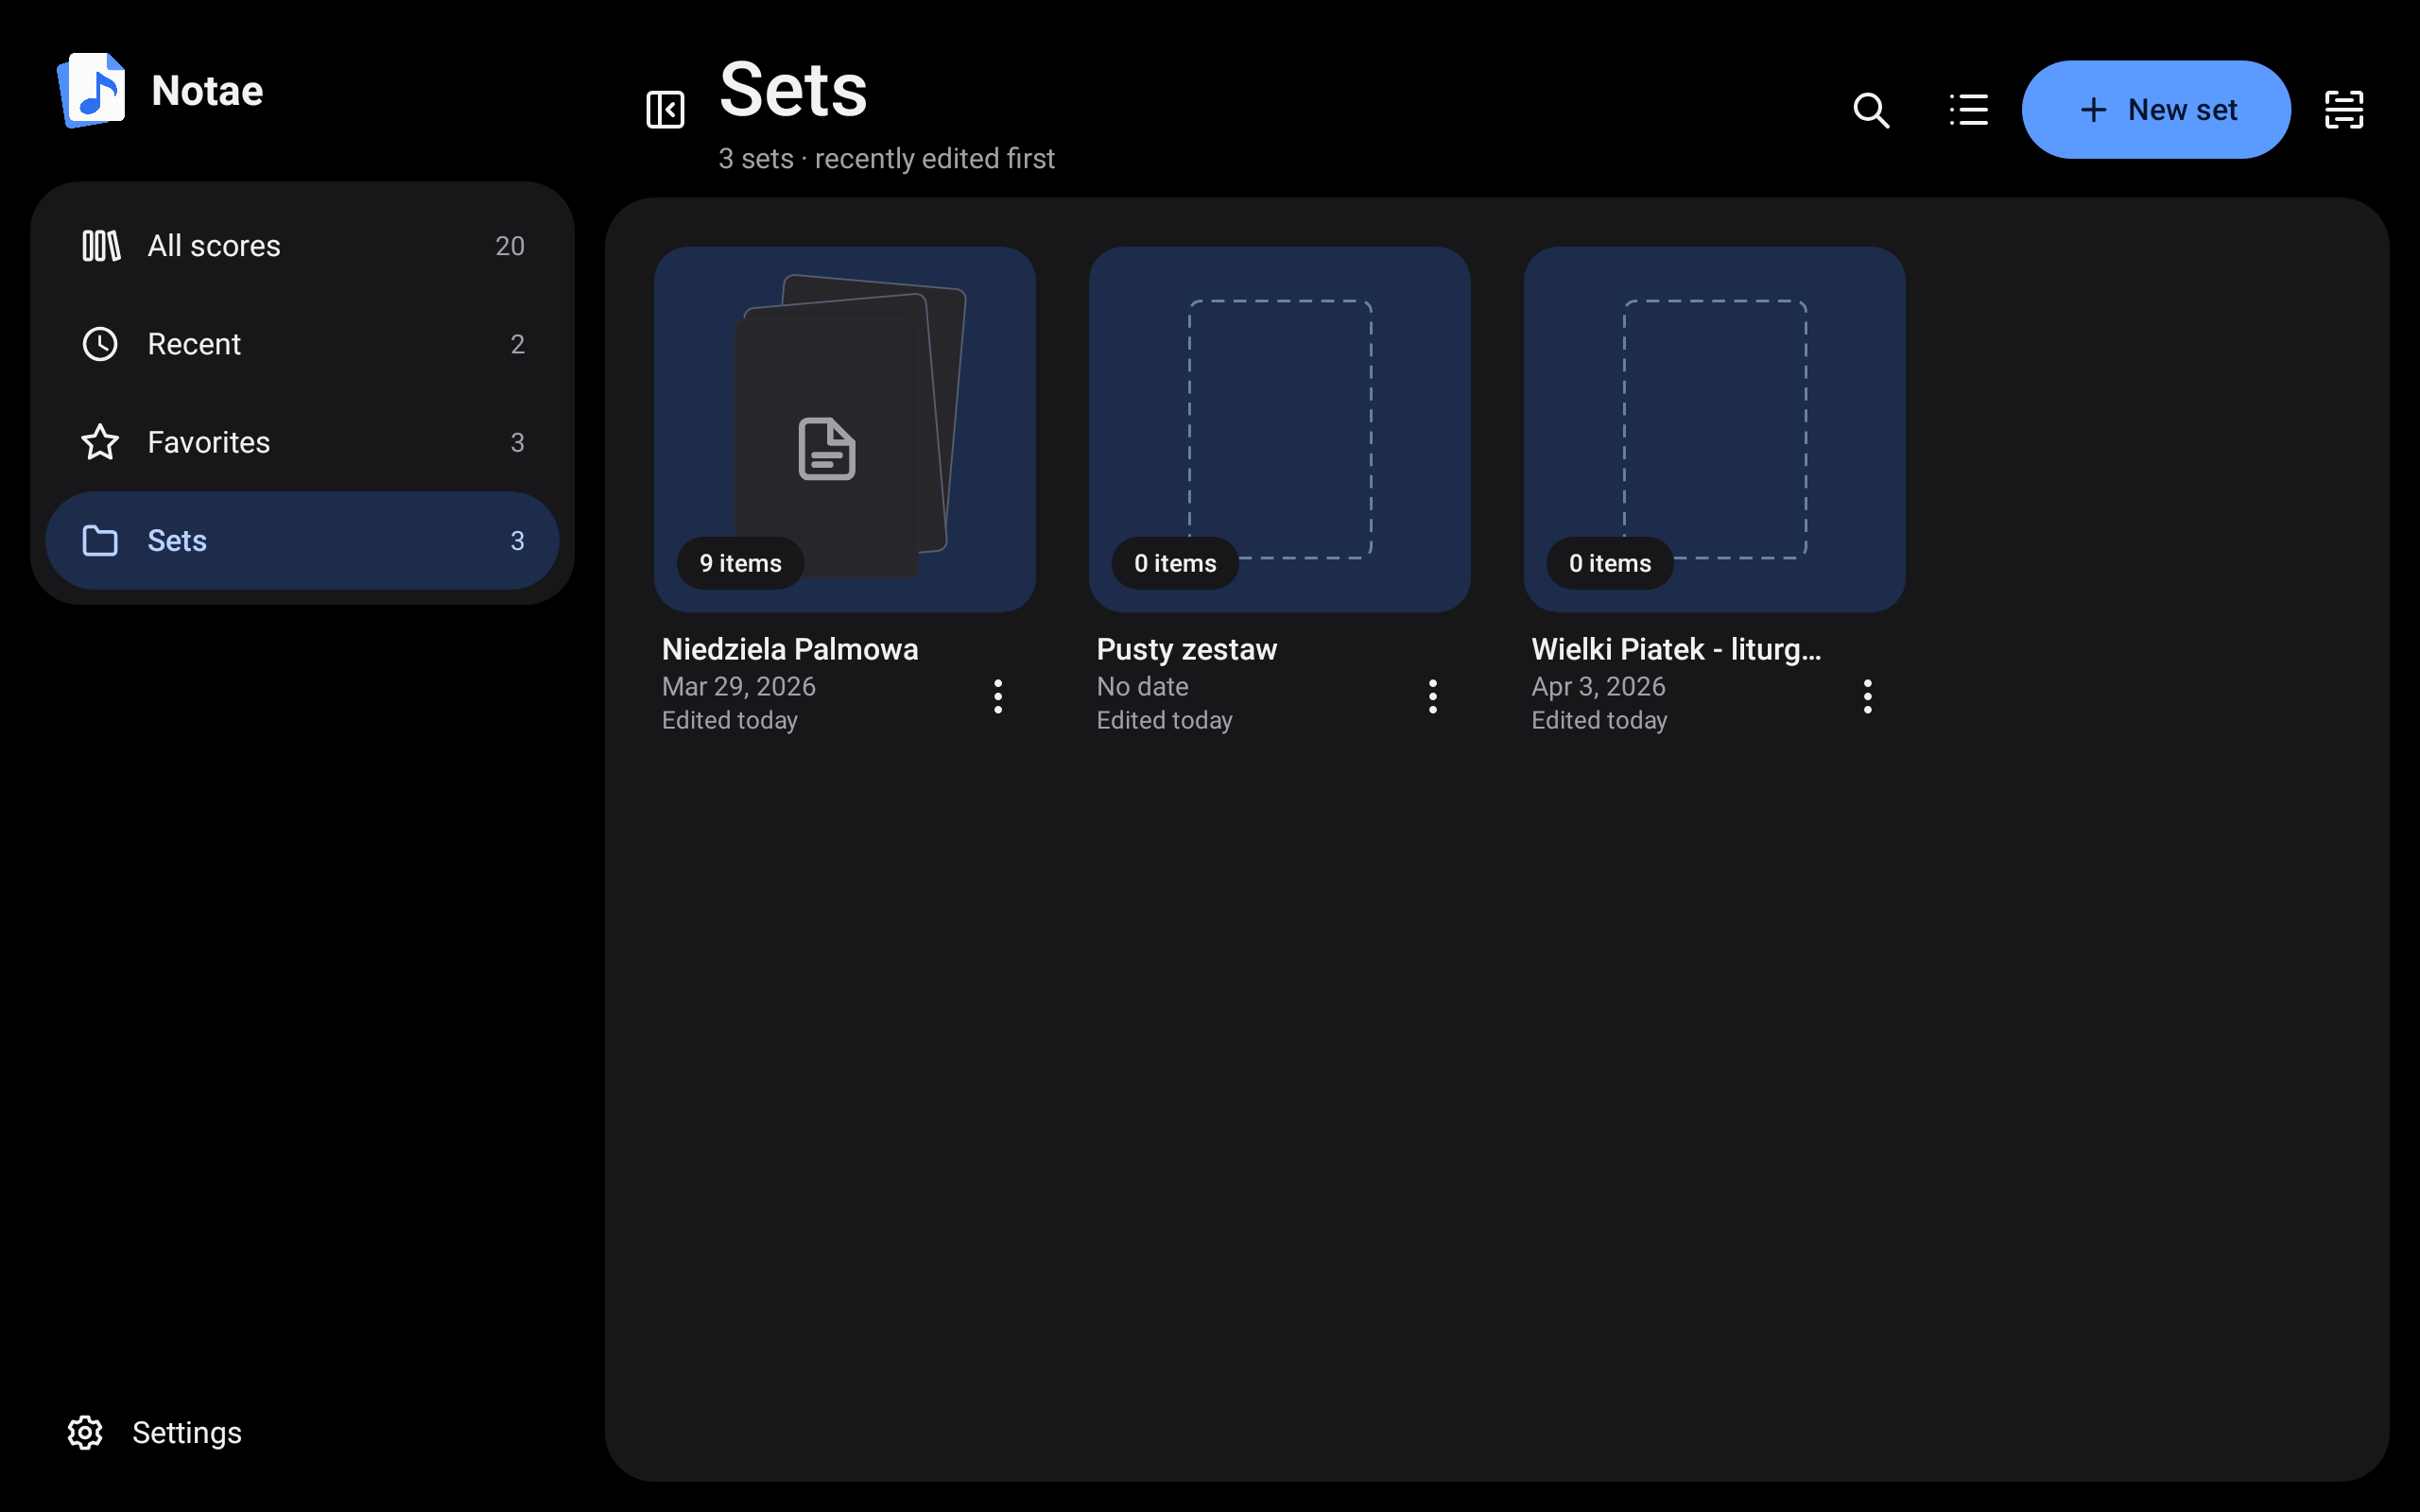 Notae
All scores 20
Recent 2
Favorites 3
Sets 3
Settings
Sets
3 sets · recently edited first
New set
9 items
Niedziela Palmowa
Mar 29, 2026
Edited today
0 items
Pusty zestaw
No date
Edited today
0 items
Wielki Piatek - liturg...
Apr 3, 2026
Edited today